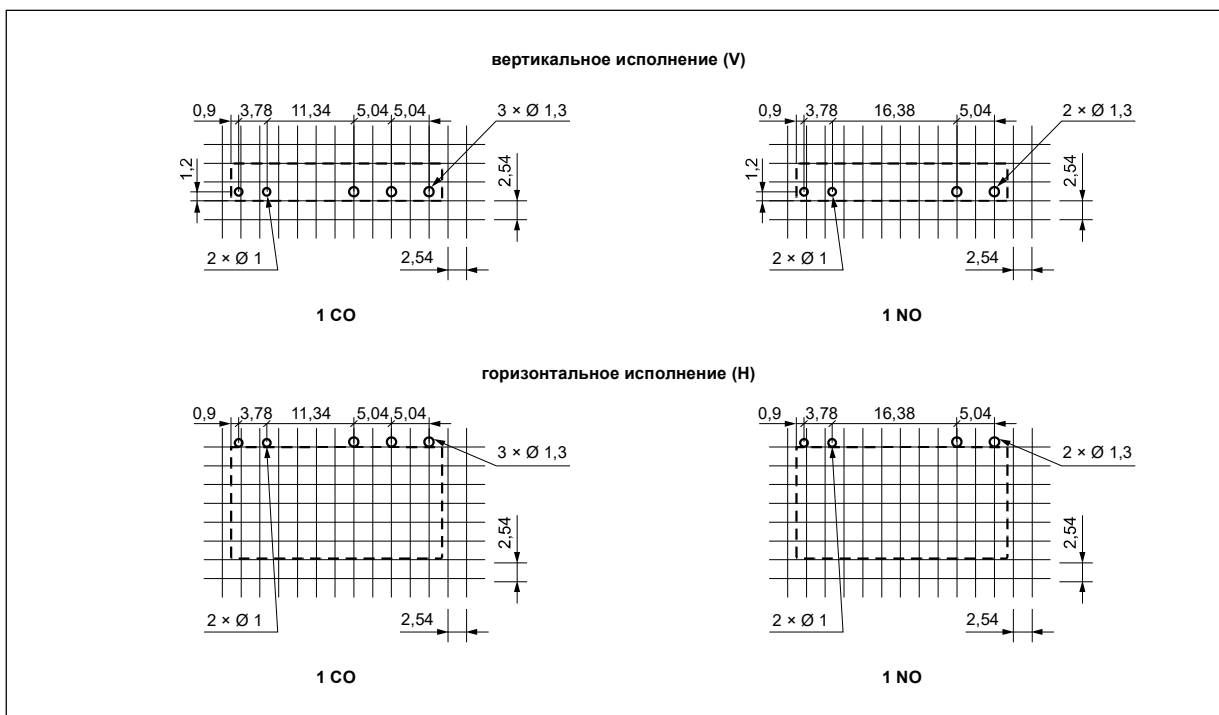 вертикальное исполнение (V)
0,9 3,78 11,34 5,04 5,04 3 × Ø 1,3
1,2
2,54
2 × Ø 1 2,54
1 CO
0,9 3,78 16,38 5,04 2 × Ø 1,3
1,2
2,54
2 × Ø 1 2,54
1 NO
горизонтальное исполнение (H)
0,9 3,78 11,34 5,04 5,04
3 × Ø 1,3
2,54
2 × Ø 1 2,54
1 CO
0,9 3,78 16,38 5,04
2 × Ø 1,3
2,54
2 × Ø 1 2,54
1 NO